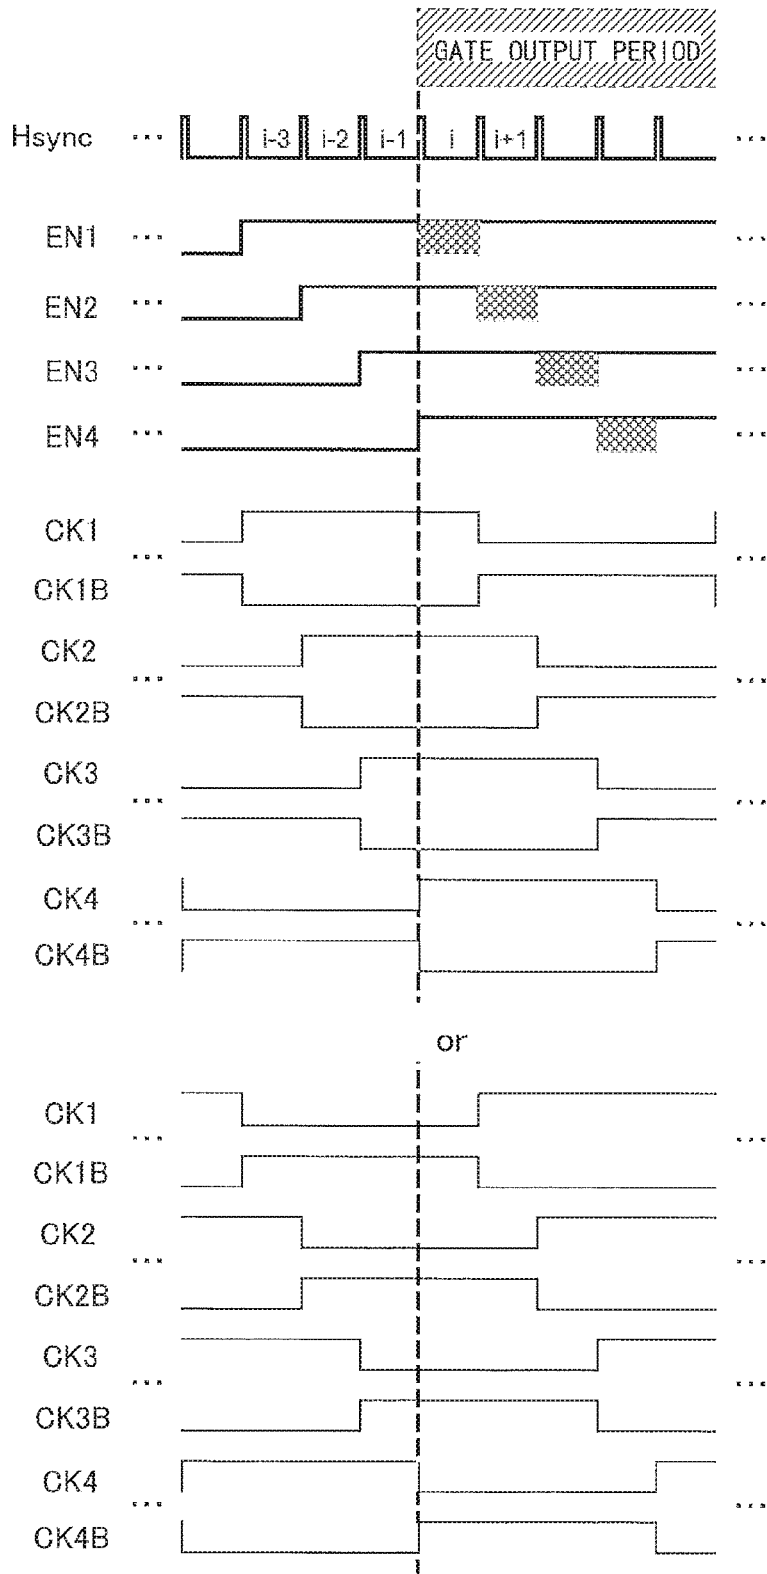 GATE OUTPUT PERIOD
Hsync ... i-3 i-2 i-1 i i+1 ...
EN1 ... ...
EN2 ... ...
EN3 ... ...
EN4 ... ...
CK1
... ...
CK1B
CK2
... ...
CK2B
CK3
... ...
CK3B
CK4
... ...
CK4B
or
CK1
... ...
CK1B
CK2
... ...
CK2B
CK3
... ...
CK3B
CK4
... ...
CK4B